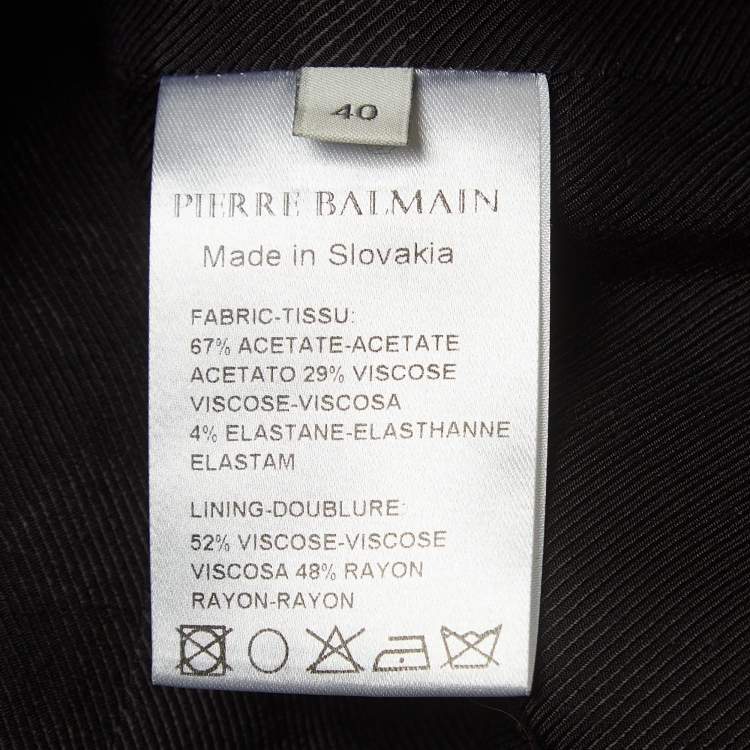 40
PIERRE BALMAIN
Made in Slovakia
FABRIC-TISSU:
67% ACETATE-ACETATE
ACETATO 29% VISCOSE
VISCOSE-VISCOSA
4% ELASTANE-ELASTHANNE
ELASTAM
LINING-DOUBLURE:
52% VISCOSE-VISCOSE
VISCOSA 48% RAYON
RAYON-RAYON